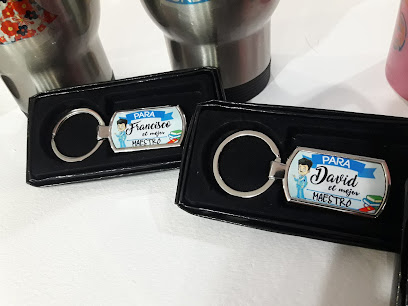 PARA
Francisco
el mejor
MAESTRO
PARA
David
el mejor
MAESTRO